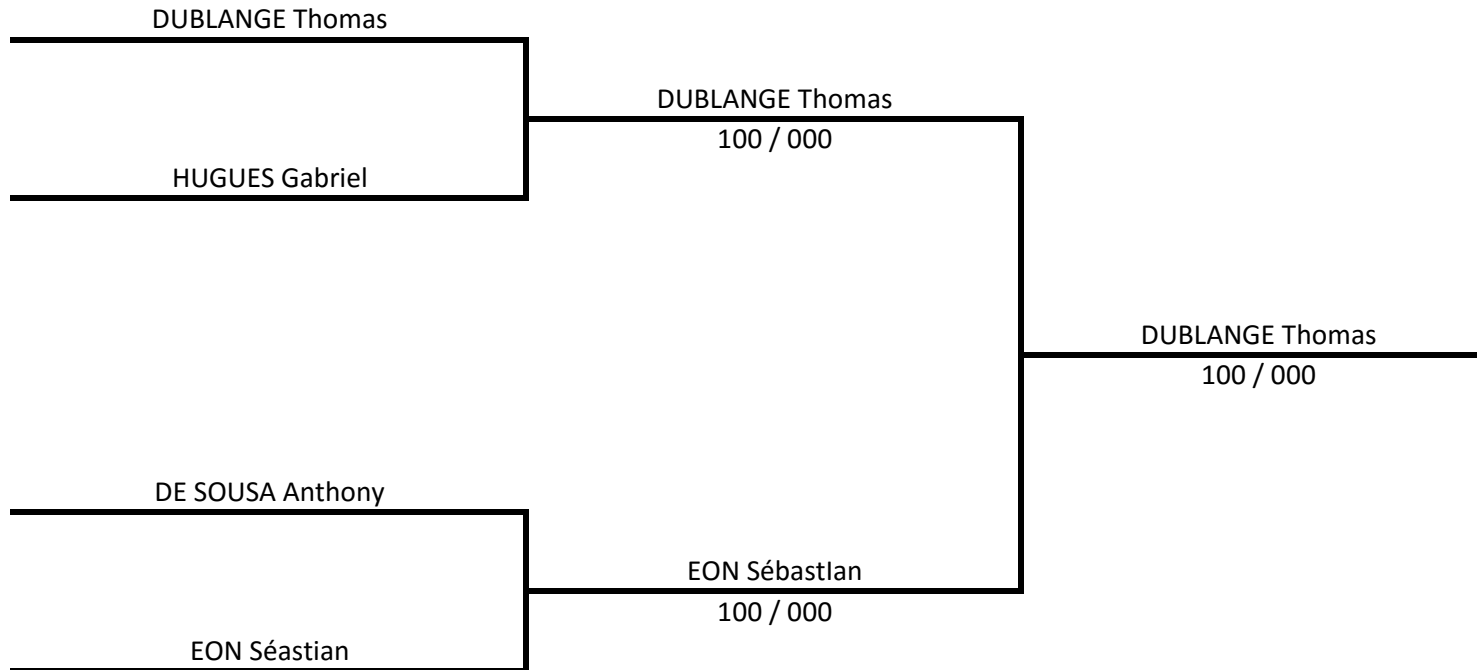 DUBLANGE Thomas
DUBLANGE Thomas
100 / 000
HUGUES Gabriel
DUBLANGE Thomas
100 / 000
DE SOUSA Anthony
EON SébastIan
100 / 000
EON Séastian